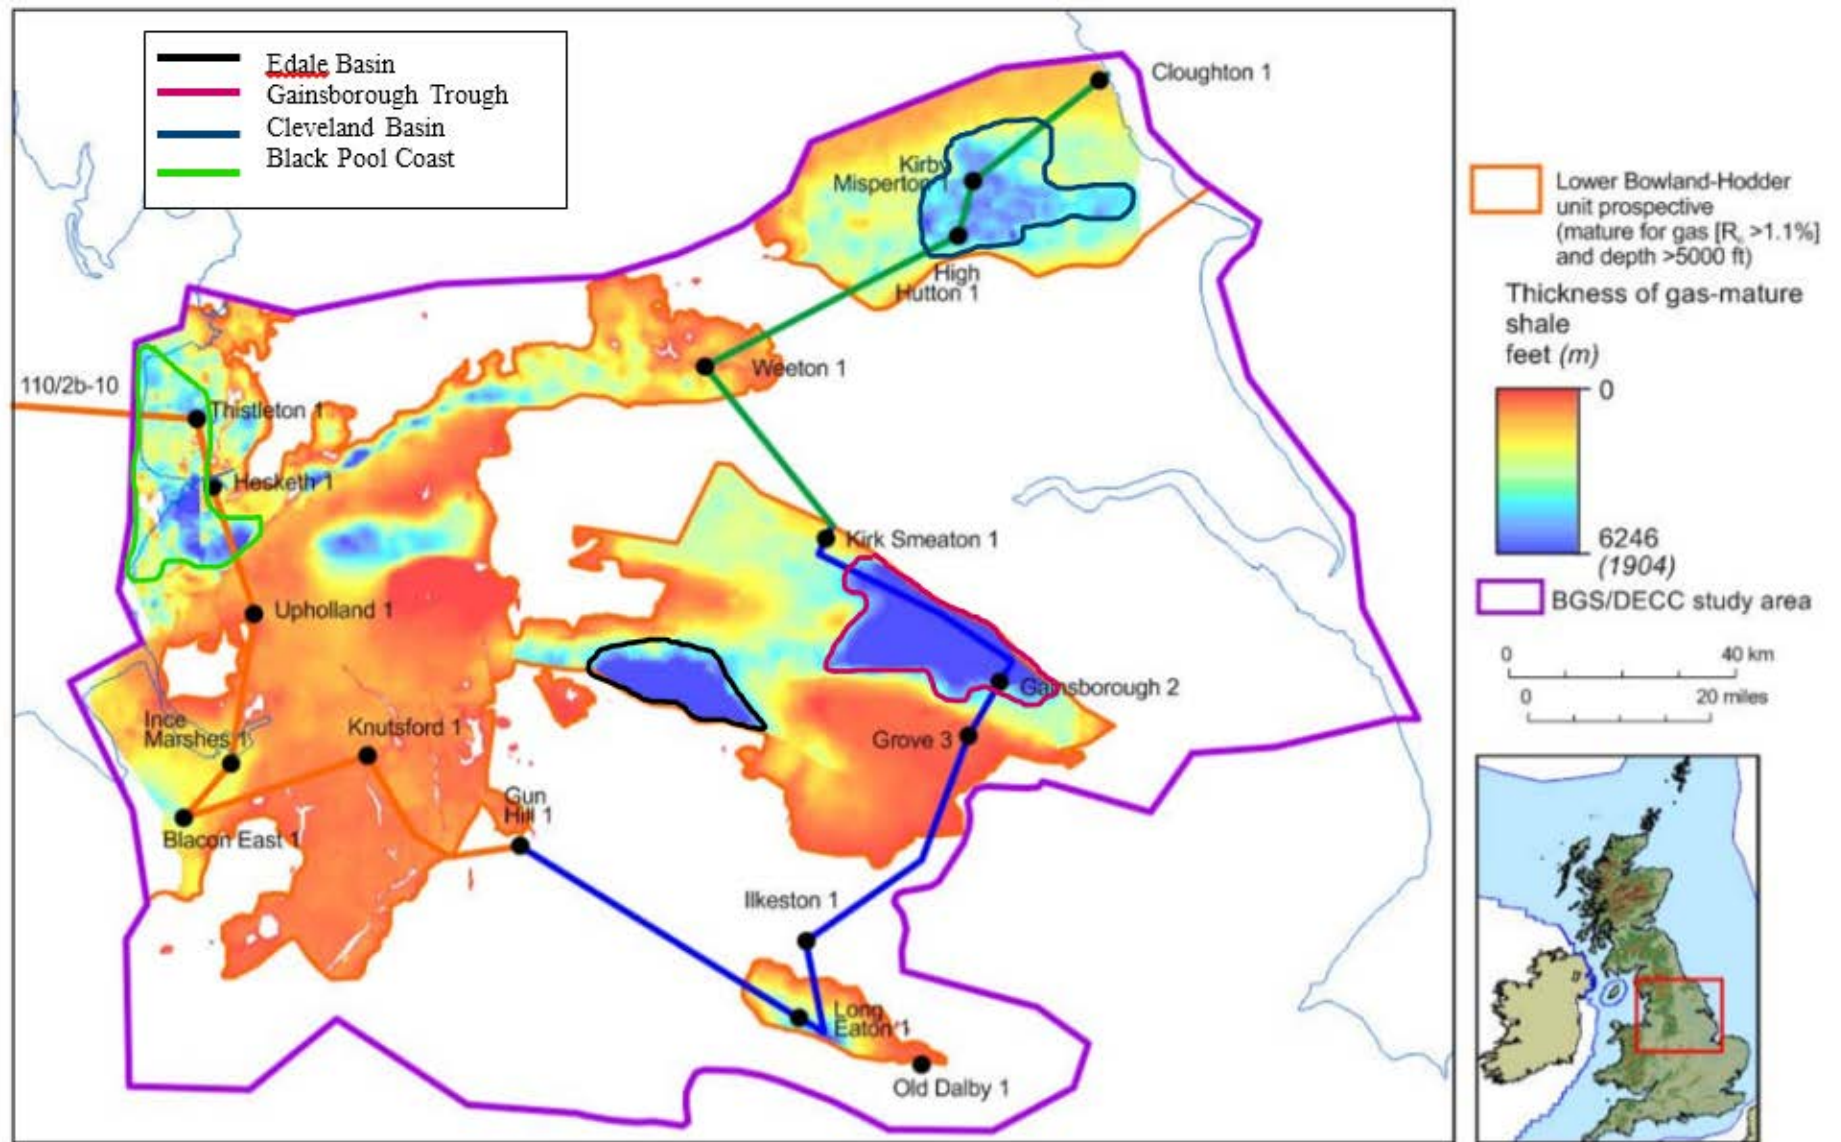 Edale Basin
Gainsborough Trough
Cleveland Basin
Black Pool Coast
Cloughton 1
Kirby
Misperton 1
High
Hutton 1
Weeton 1
110/2b-10
Thistleton 1
Hesketh 1
Kirk Smeaton 1
Upholland 1
Gainsborough 2
Ince
Marshes 1
Knutsford 1
Grove 3
Gun
Hill 1
Blacon East 1
Ilkeston 1
Long
Eaton 1
Old Dalby 1
Lower Bowland-Hodder
unit prospective
(mature for gas [Ro >1.1%]
and depth >5000 ft)
Thickness of gas-mature
shale
feet (m)
0
6246
(1904)
BGS/DECC study area
0 40 km
0 20 miles